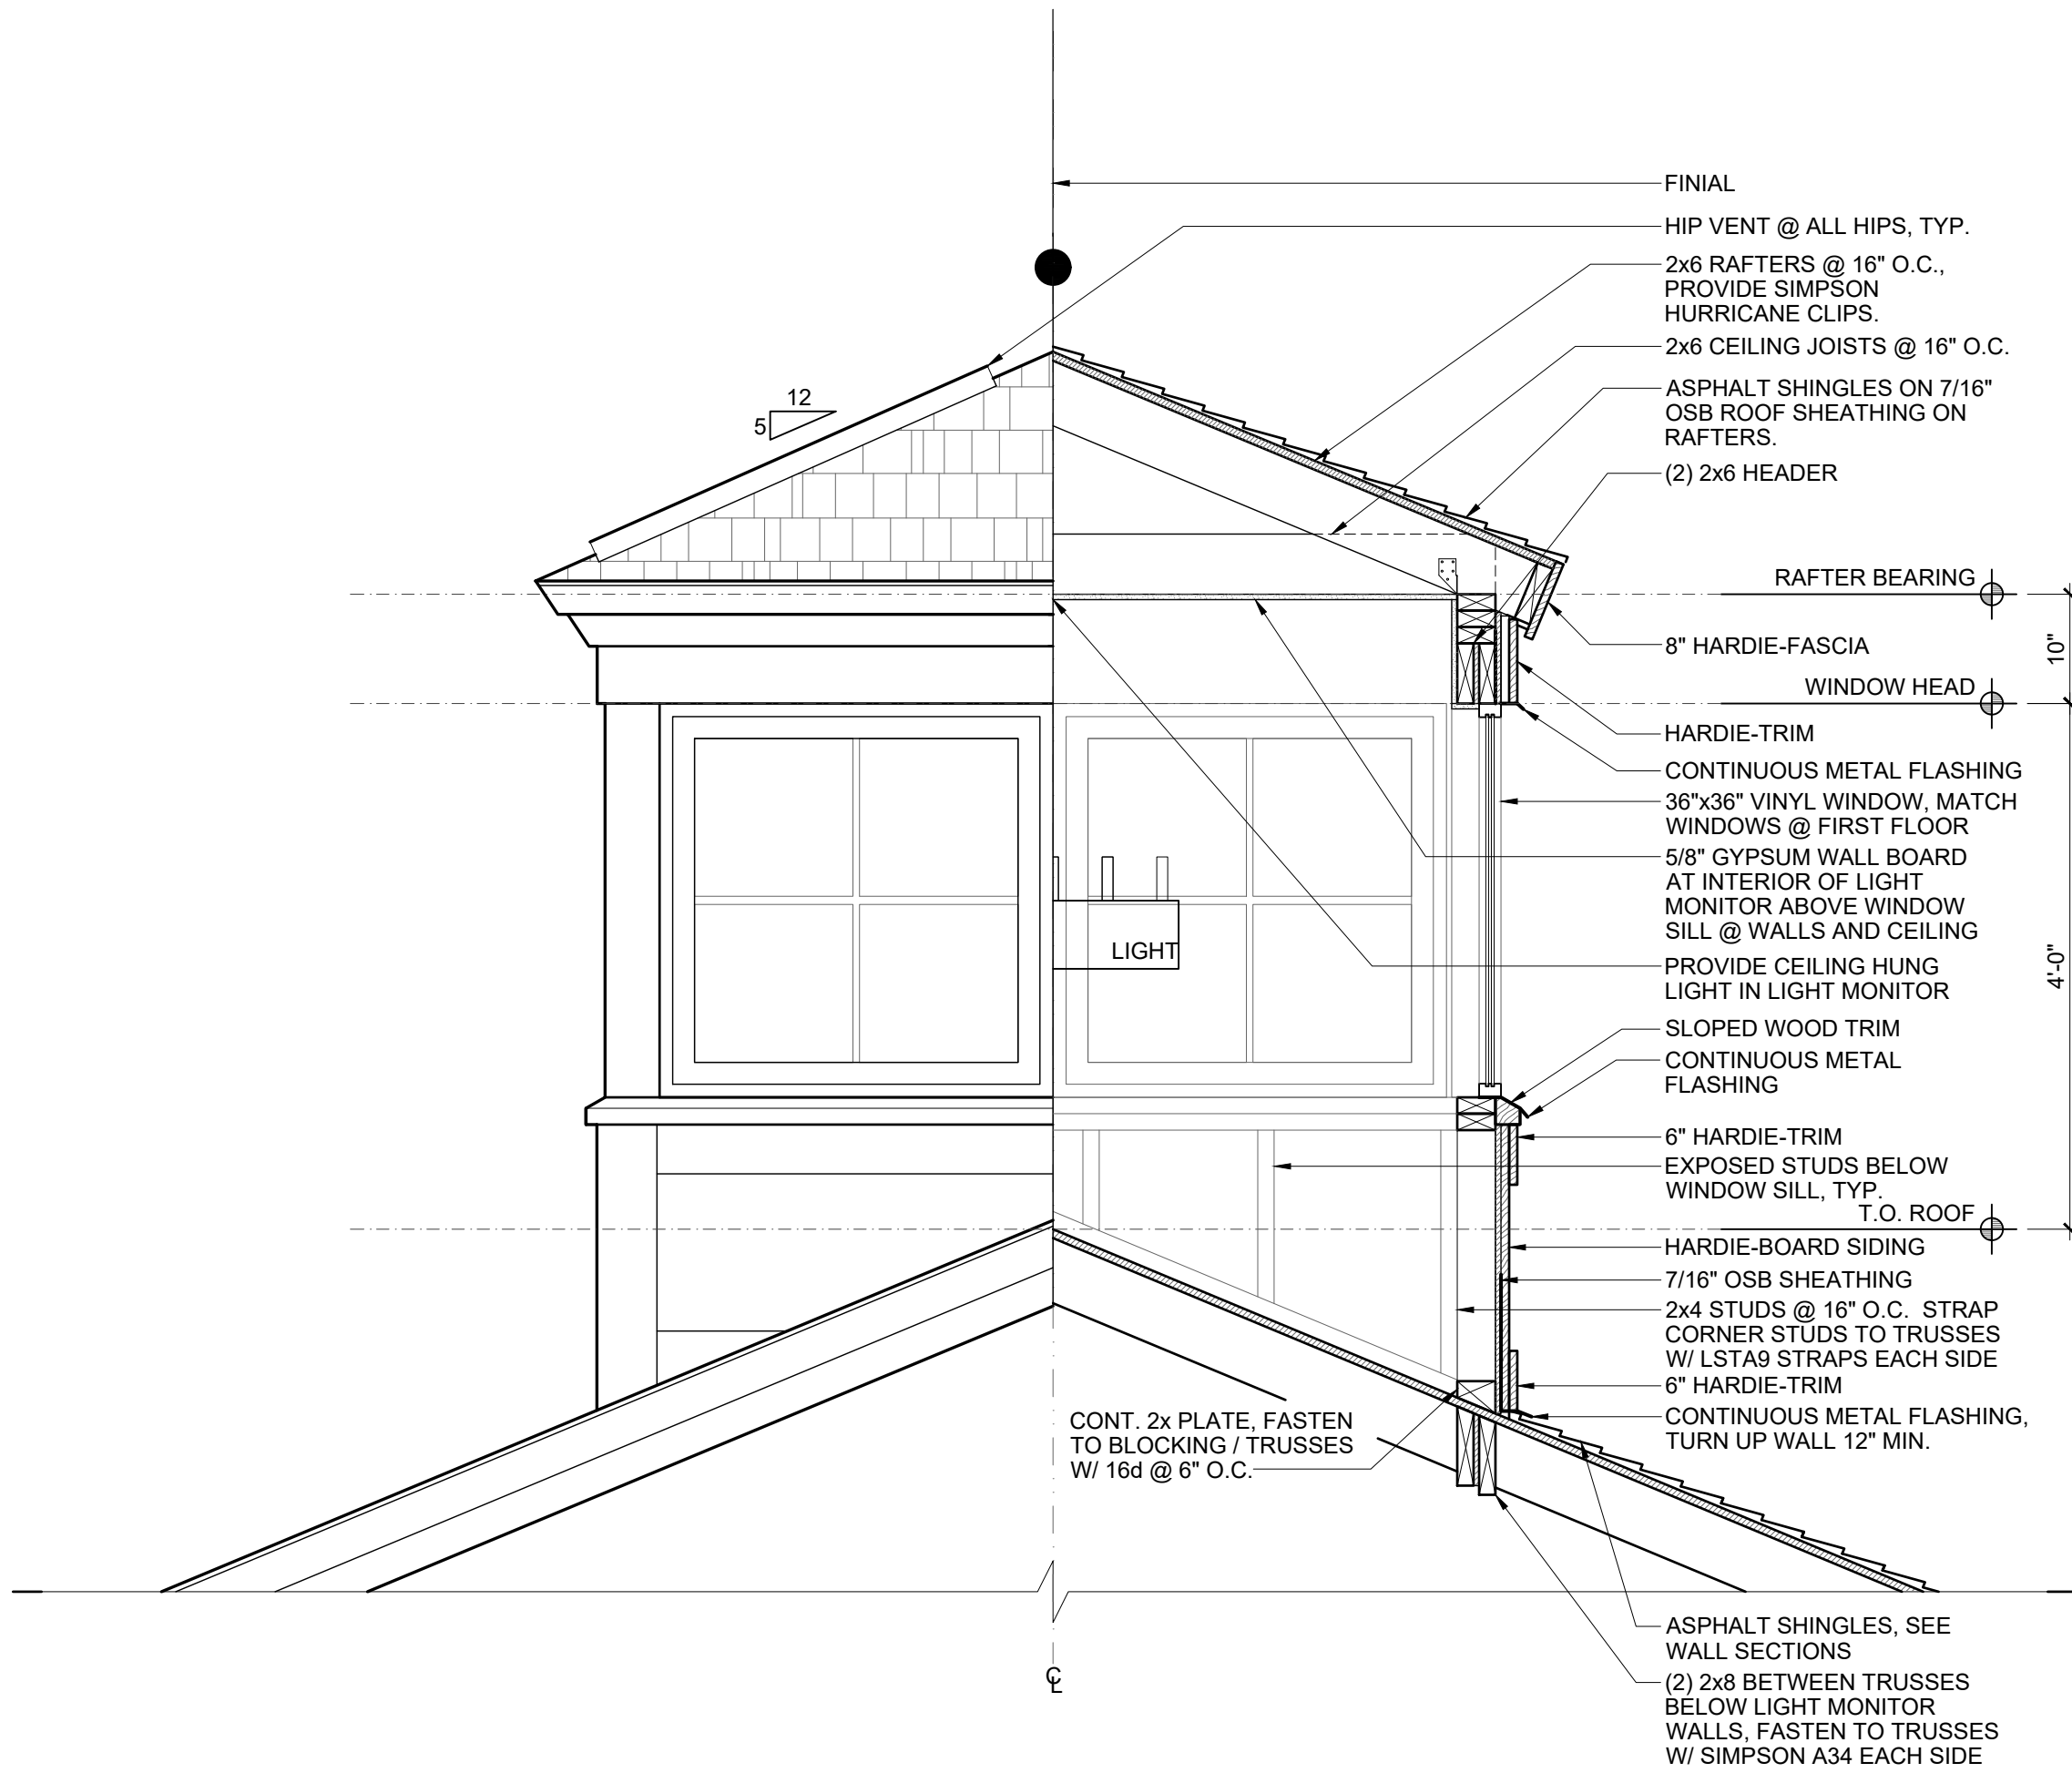 FINIAL
HIP VENT @ ALL HIPS, TYP.
2x6 RAFTERS @ 16" O.C.,
PROVIDE SIMPSON
HURRICANE CLIPS.
2x6 CEILING JOISTS @ 16" O.C.
ASPHALT SHINGLES ON 7/16"
OSB ROOF SHEATHING ON
RAFTERS.
12
5
(2) 2x6 HEADER
RAFTER BEARING
8" HARDIE-FASCIA
10"
WINDOW HEAD
HARDIE-TRIM
CONTINUOUS METAL FLASHING
36"x36" VINYL WINDOW, MATCH
WINDOWS @ FIRST FLOOR
5/8" GYPSUM WALL BOARD
AT INTERIOR OF LIGHT
MONITOR ABOVE WINDOW
SILL @ WALLS AND CEILING
LIGHT
4'-0"
PROVIDE CEILING HUNG
LIGHT IN LIGHT MONITOR
SLOPED WOOD TRIM
CONTINUOUS METAL
FLASHING
6" HARDIE-TRIM
EXPOSED STUDS BELOW
WINDOW SILL, TYP.
T.O. ROOF
HARDIE-BOARD SIDING
7/16" OSB SHEATHING
2x4 STUDS @ 16" O.C.  STRAP
CORNER STUDS TO TRUSSES
W/ LSTA9 STRAPS EACH SIDE
6" HARDIE-TRIM
CONTINUOUS METAL FLASHING,
TURN UP WALL 12" MIN.
CONT. 2x PLATE, FASTEN
TO BLOCKING / TRUSSES
W/ 16d @ 6" O.C.
ASPHALT SHINGLES, SEE
WALL SECTIONS
(2) 2x8 BETWEEN TRUSSES
BELOW LIGHT MONITOR
WALLS, FASTEN TO TRUSSES
W/ SIMPSON A34 EACH SIDE
℄